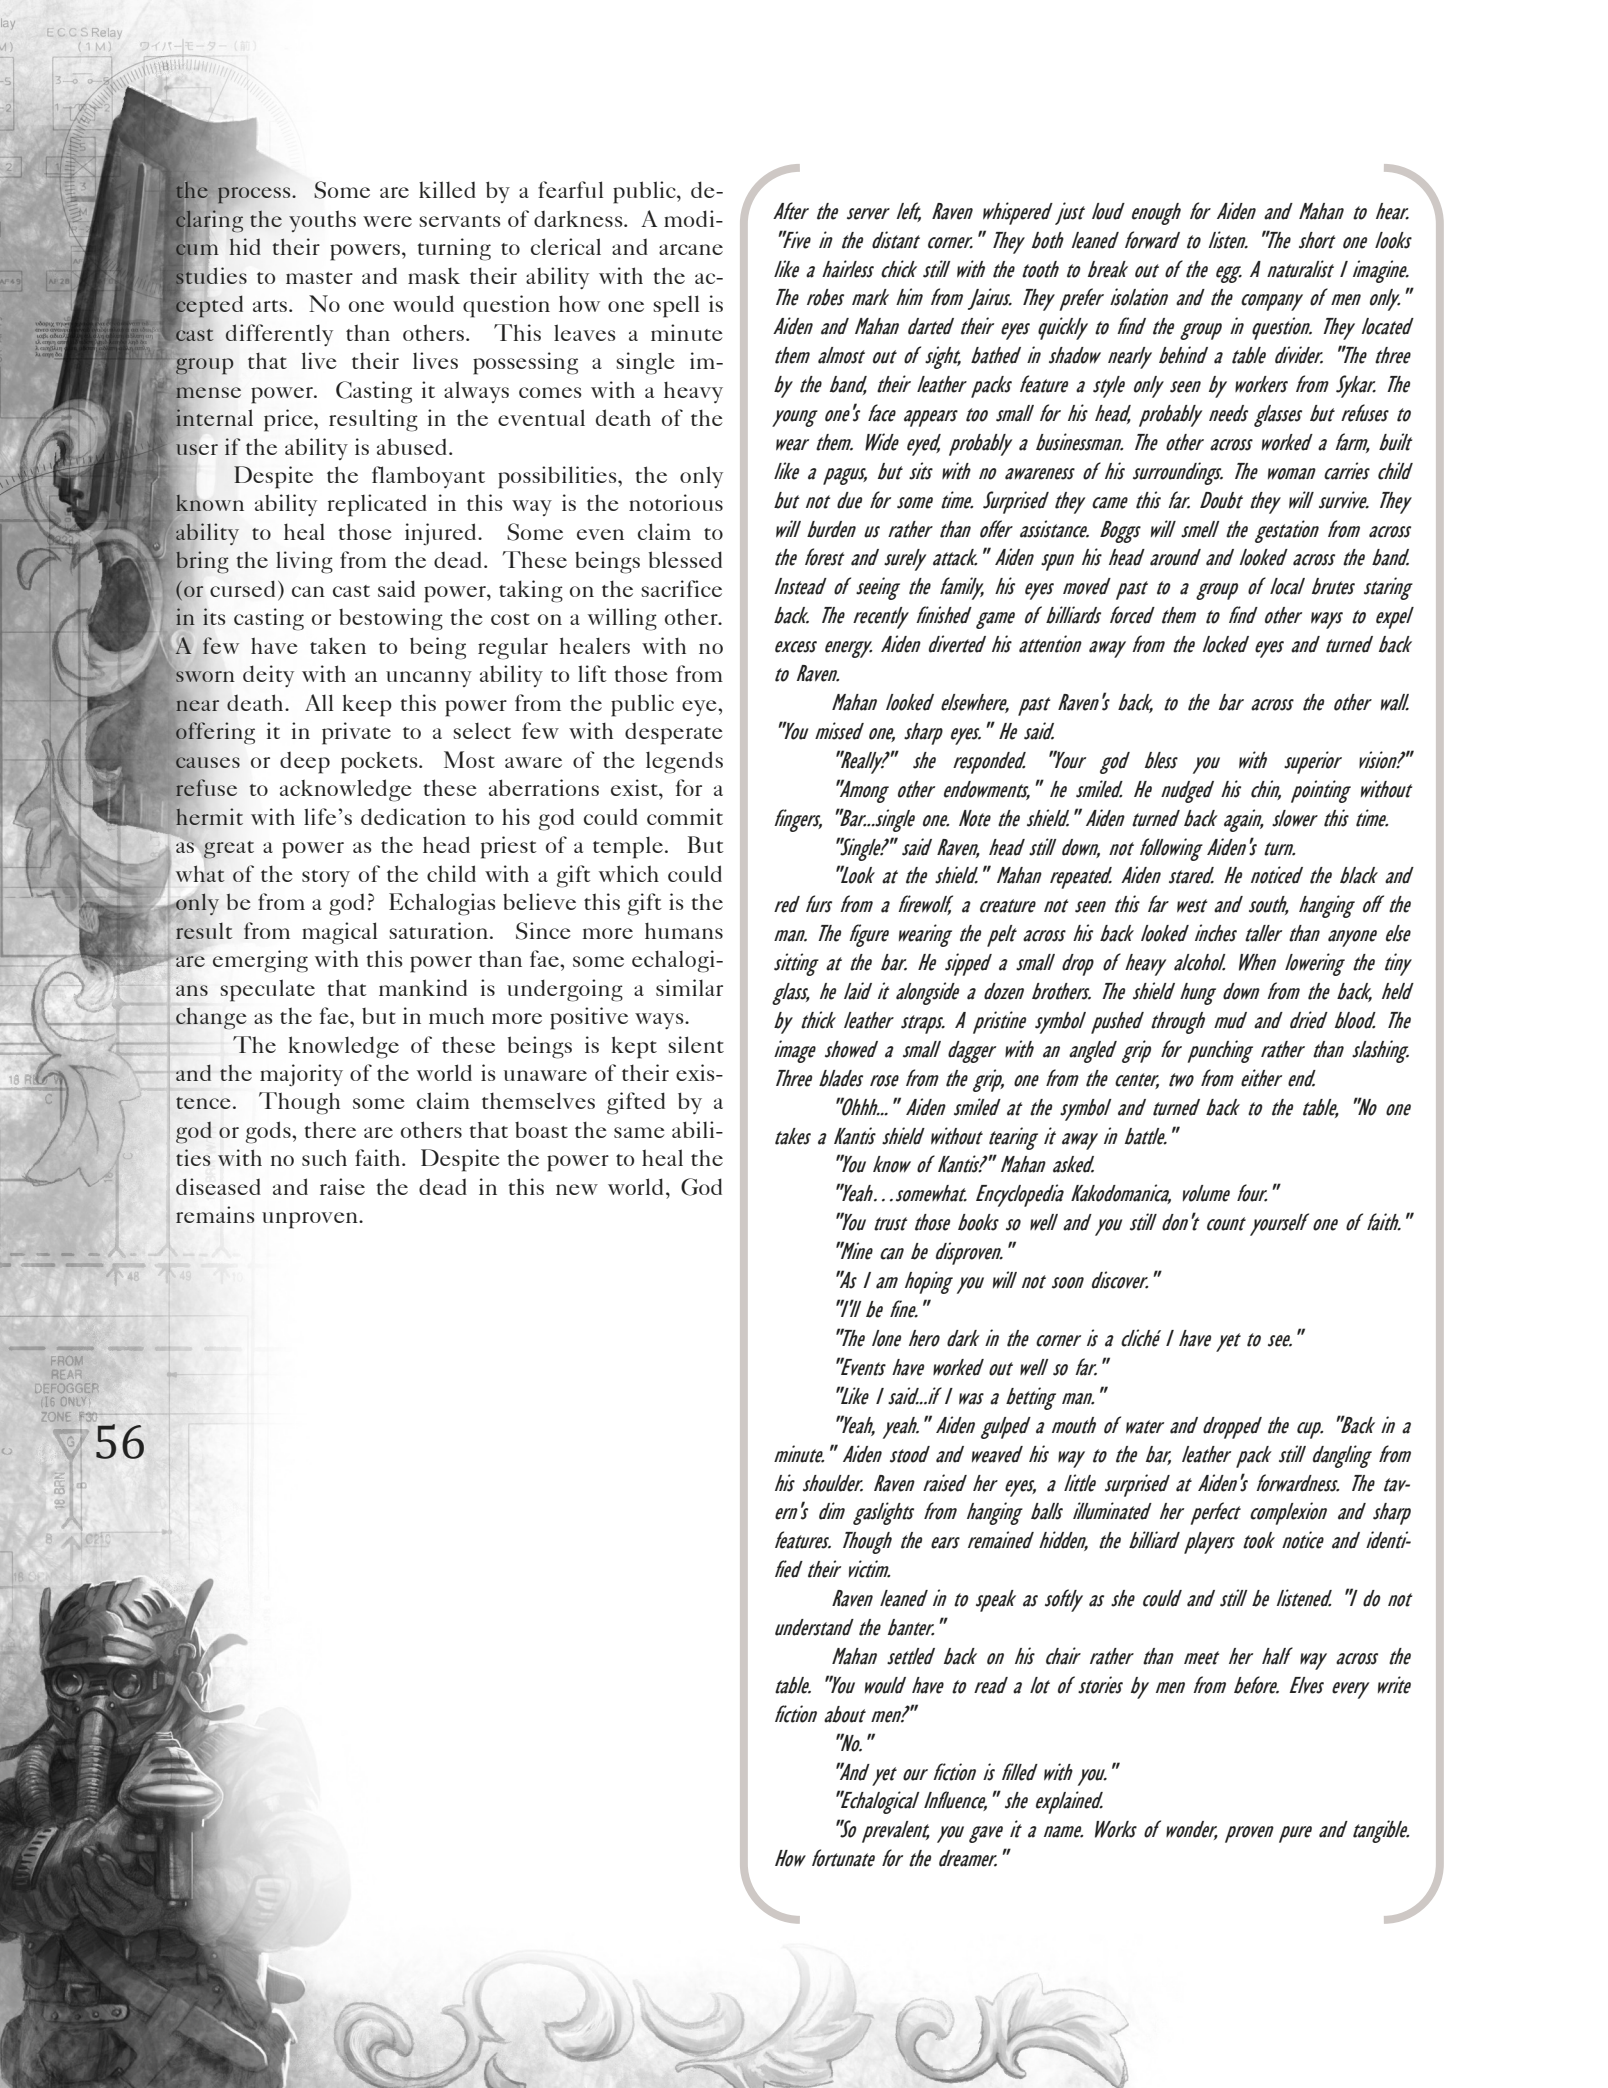 lay
ECCS Relay
(1M)
ワイパーモーター（前）
the process.  Some are killed by a fearful public, de-
claring the youths were servants of darkness.  A modi-
cum hid their powers, turning to clerical and arcane
studies to master and mask their ability with the ac-
cepted arts.  No one would question how one spell is
cast differently than others.  This leaves a minute
group that live their lives possessing a single im-
mense power.  Casting it always comes with a heavy
internal price, resulting in the eventual death of the
user if the ability is abused.
Despite the flamboyant possibilities, the only
known ability replicated in this way is the notorious
ability to heal those injured.  Some even claim to
bring the living from the dead.  These beings blessed
(or cursed) can cast said power, taking on the sacrifice
in its casting or bestowing the cost on a willing other.
A few have taken to being regular healers with no
sworn deity with an uncanny ability to lift those from
near death.  All keep this power from the public eye,
offering it in private to a select few with desperate
causes or deep pockets.  Most aware of the legends
refuse to acknowledge these aberrations exist, for a
hermit with life’s dedication to his god could commit
as great a power as the head priest of a temple.  But
what of the story of the child with a gift which could
only be from a god?  Echalogias believe this gift is the
result from magical saturation.  Since more humans
are emerging with this power than fae, some echalogi-
ans speculate that mankind is undergoing a similar
change as the fae, but in much more positive ways.
The knowledge of these beings is kept silent
and the majority of the world is unaware of their exis-
tence.  Though some claim themselves gifted by a
god or gods, there are others that boast the same abili-
ties with no such faith.  Despite the power to heal the
diseased and raise the dead in this new world, God
remains unproven.
48
49
FROM
REAR
DEFOGGER
(I6 ONLY)
ZONE F30
G
56
18 BRN
B
After the server left, Raven whispered just loud enough for Aiden and Mahan to hear.
"Five in the distant corner." They both leaned forward to listen. "The short one looks
like a hairless chick still with the tooth to break out of the egg. A naturalist I imagine.
The robes mark him from Jairus. They prefer isolation and the company of men only."
Aiden and Mahan darted their eyes quickly to find the group in question. They located
them almost out of sight, bathed in shadow nearly behind a table divider. "The three
by the band, their leather packs feature a style only seen by workers from Sykar. The
young one's face appears too small for his head, probably needs glasses but refuses to
wear them. Wide eyed, probably a businessman. The other across worked a farm, built
like a pagus, but sits with no awareness of his surroundings. The woman carries child
but not due for some time. Surprised they came this far. Doubt they will survive. They
will burden us rather than offer assistance. Boggs will smell the gestation from across
the forest and surely attack." Aiden spun his head around and looked across the band.
Instead of seeing the family, his eyes moved past to a group of local brutes staring
back. The recently finished game of billiards forced them to find other ways to expel
excess energy. Aiden diverted his attention away from the locked eyes and turned back
to Raven.
Mahan looked elsewhere, past Raven's back, to the bar across the other wall.
"You missed one, sharp eyes." He said.
"Really?" she responded. "Your god bless you with superior vision?"
"Among other endowments," he smiled. He nudged his chin, pointing without
fingers, "Bar...single one. Note the shield." Aiden turned back again, slower this time.
"Single?" said Raven, head still down, not following Aiden's turn.
"Look at the shield." Mahan repeated. Aiden stared. He noticed the black and
red furs from a firewolf, a creature not seen this far west and south, hanging off the
man. The figure wearing the pelt across his back looked inches taller than anyone else
sitting at the bar. He sipped a small drop of heavy alcohol. When lowering the tiny
glass, he laid it alongside a dozen brothers. The shield hung down from the back, held
by thick leather straps. A pristine symbol pushed through mud and dried blood. The
image showed a small dagger with an angled grip for punching rather than slashing.
Three blades rose from the grip, one from the center, two from either end.
"Ohhh..." Aiden smiled at the symbol and turned back to the table, "No one
takes a Kantis shield without tearing it away in battle."
"You know of Kantis?" Mahan asked.
"Yeah…somewhat. Encyclopedia Kakodomanica, volume four."
"You trust those books so well and you still don't count yourself one of faith."
"Mine can be disproven."
"As I am hoping you will not soon discover."
"I'll be fine."
"The lone hero dark in the corner is a cliché I have yet to see."
"Events have worked out well so far."
"Like I said...if I was a betting man."
"Yeah, yeah." Aiden gulped a mouth of water and dropped the cup. "Back in a
minute." Aiden stood and weaved his way to the bar, leather pack still dangling from
his shoulder. Raven raised her eyes, a little surprised at Aiden's forwardness. The tav-
ern's dim gaslights from hanging balls illuminated her perfect complexion and sharp
features. Though the ears remained hidden, the billiard players took notice and identi-
fied their victim.
Raven leaned in to speak as softly as she could and still be listened. "I do not
understand the banter."
Mahan settled back on his chair rather than meet her half way across the
table. "You would have to read a lot of stories by men from before. Elves every write
fiction about men?"
"No."
"And yet our fiction is filled with you."
"Echalogical Influence," she explained.
"So prevalent, you gave it a name. Works of wonder, proven pure and tangible.
How fortunate for the dreamer."